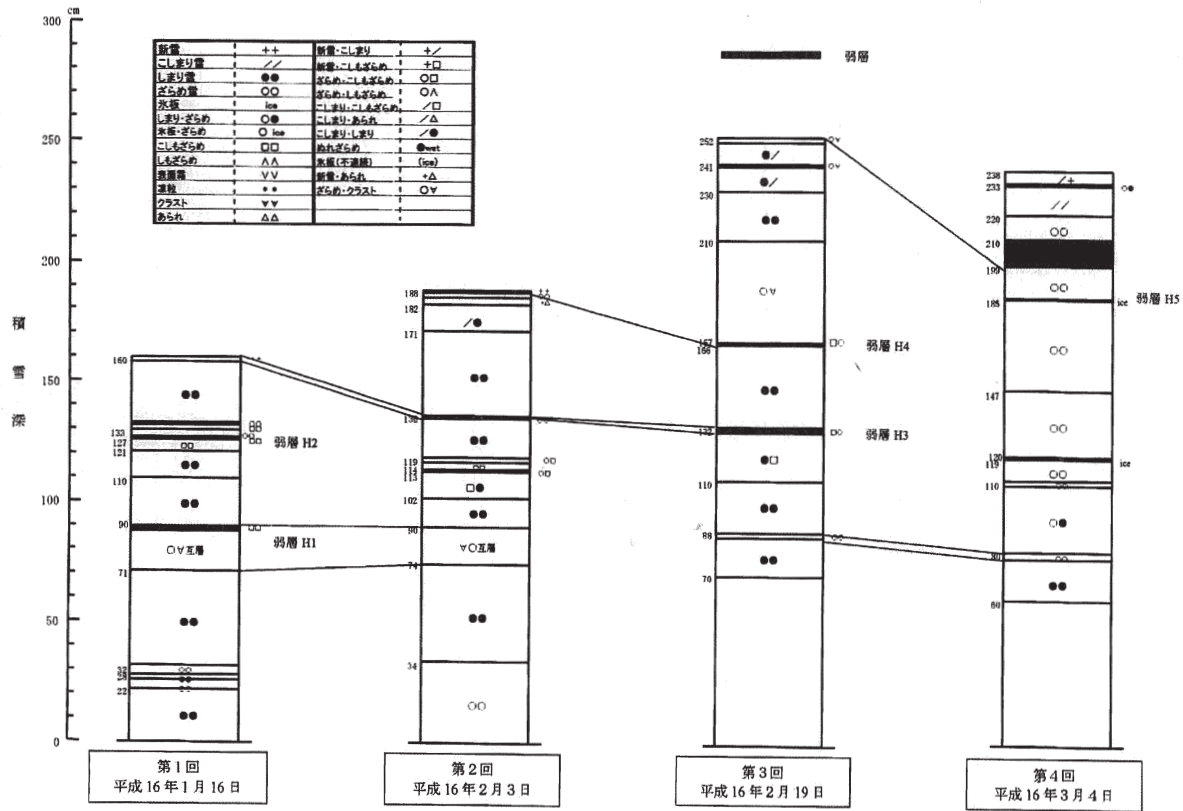 cm
300
250
200
150
100
50
0
積雪深
新雪 ++ 新雪・こしまり +/
こしまり雪 // 新雪・こしもざらめ +□
しまり雪 ●● ざらめ・こしもざらめ ○□
ざらめ雪 ○○ ざらめ・しもざらめ ○∧
氷板 ice こしまり・こしもざらめ /□
しまり・ざらめ ○● こしまり・あられ /△
氷板・ざらめ ○ ice こしまり・しまり /●
こしもざらめ □□ ぬれざらめ ●wet
しもざらめ ∧∧ 氷板(不連続) (ice)
表面霜 ∨∨ 新雪・あられ +△
凍粒 ** ざらめ・クラスト ○∀
クラスト ∀∀
あられ △△
弱層
160
●●
133
127
弱層 H2
□□
121
●●
110
●●
90
□□
弱層 H1
○∀互層
71
●●
32
○○
●●
22
●●
第1回
平成 16年1月 16日
188
++
182
/●
171
●●
130
●●
119
○○
114
113
□●
102
●●
90
∀○互層
74
●●
34
○○
第2回
平成 16年2月 3日
252
○∀
●/
241
○∀
●/
230
●●
210
○∀
167
166
□○
弱層 H4
●●
132
□○
弱層 H3
●□
110
●●
88
○○
●●
70
第3回
平成 16年2月 19日
238
/+
233
○●
//
220
○○
210
199
○○
185
ice
弱層 H5
○○
147
○○
120
ice
119
○○
110
○●
80
●●
60
第4回
平成 16年3月 4日